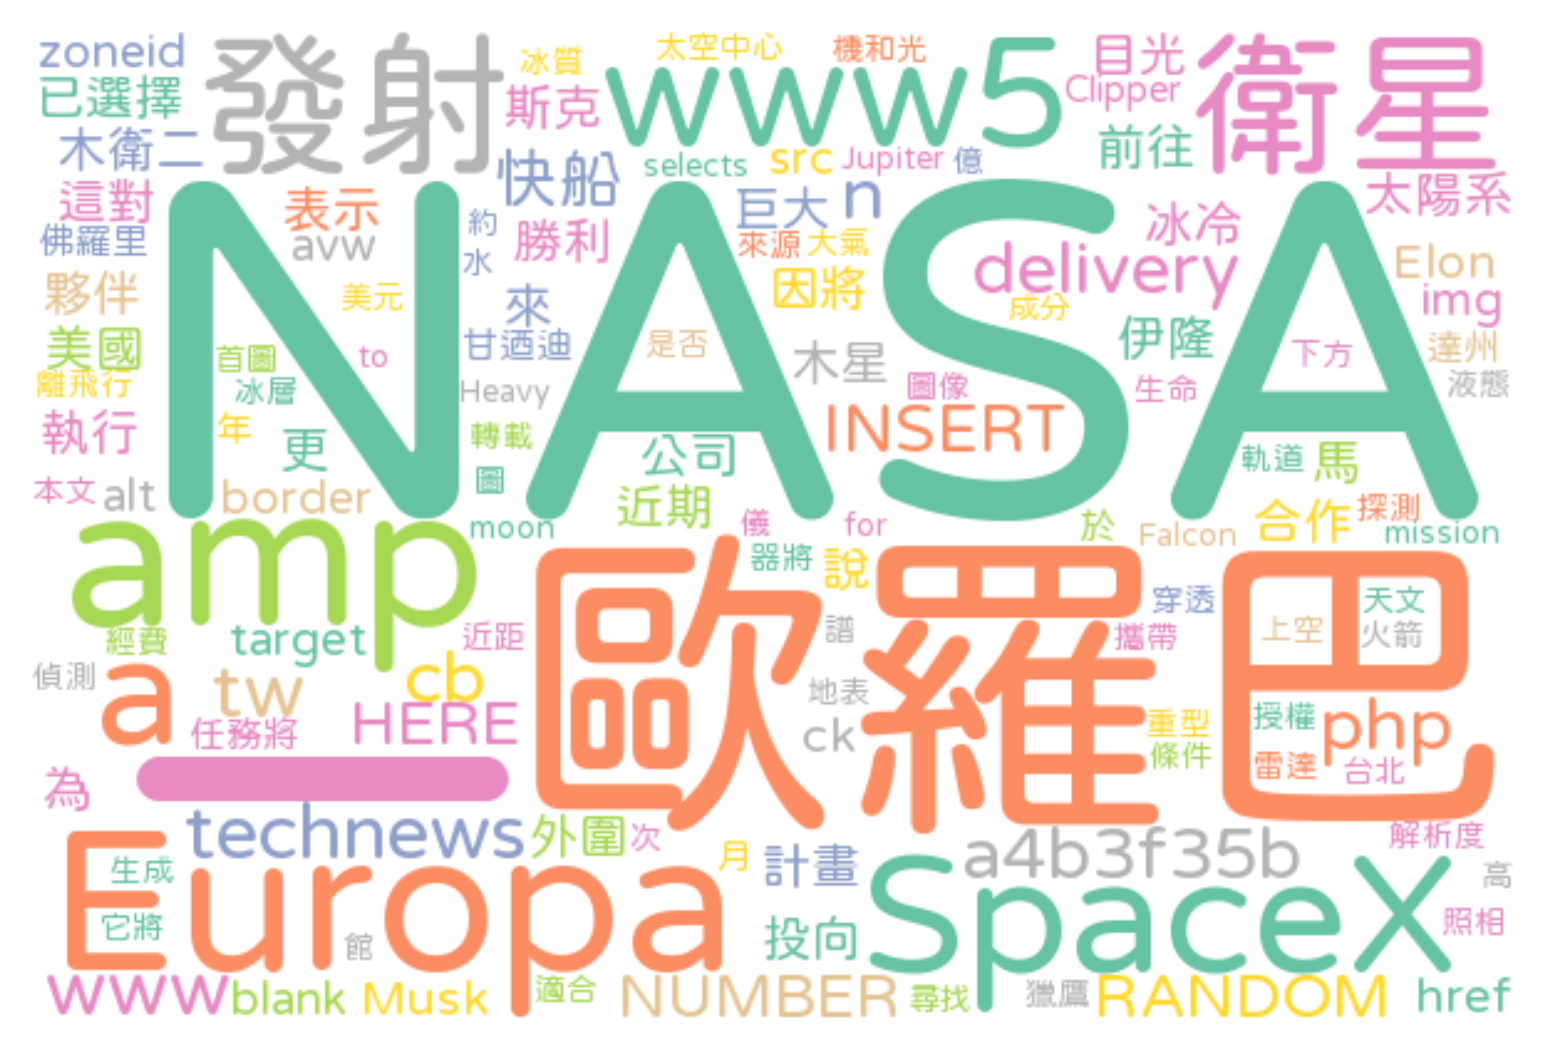 zoneid 發射 冰質 太空中心 機和光 www5 目光 衛星
已選擇 斯克 Clipper
木衛二 快船 selects src Jupiter 億 前往
這對 表示 NASA 約 勝利 巨大 n 冰冷 太陽系
佛羅里 avw 水 來源 大氣 delivery Elon
夥伴 美元 來 因將 成分 img
美國 首圖 to 甘迺迪 是否 木星 伊隆 下方 達州
離飛行 冰層 Heavy 圖像 生命 液態
執行 年 更 轉載 公司 INSERT 軌道 馬
本文 alt border 圖 近期 合作 探測
amp moon 儀 for 於 Falcon mission
歐羅巴 器將 說 穿透 天文
經費 target 近距 譜 攜帶 上空 火箭
偵測 a tw cb 地表
任務將 HERE ck 重型 授權 php
為 條件 雷達 台北
technews 外圍 次 解析度
Europa 生成 月 計畫 SpaceX a4b3f35b 高
它將 館 投向 照相
www blank Musk 適合 NUMBER 尋找 獵鷹 RANDOM href